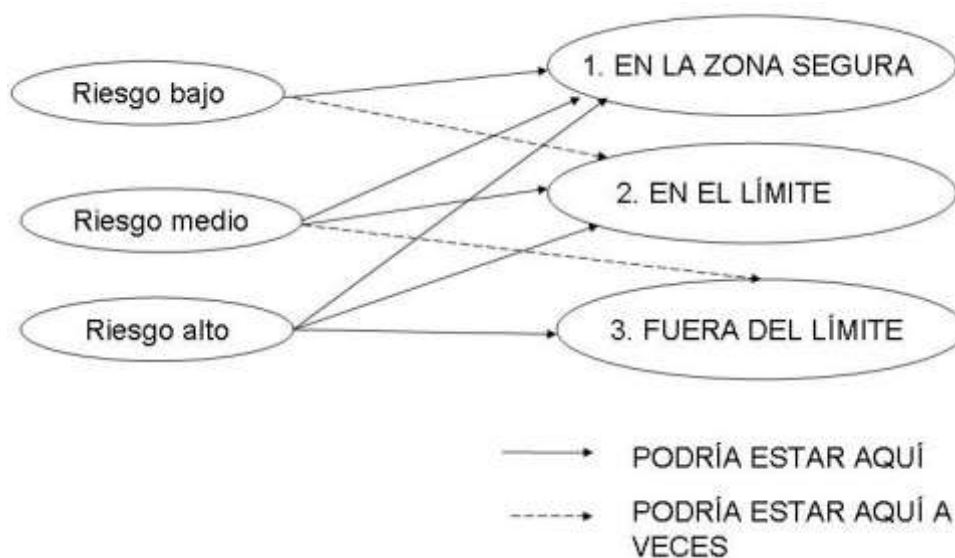 Riesgo bajo
1. EN LA ZONA SEGURA
Riesgo medio
2. EN EL LÍMITE
Riesgo alto
3. FUERA DEL LÍMITE
PODRÍA ESTAR AQUÍ
PODRÍA ESTAR AQUÍ A
VECES